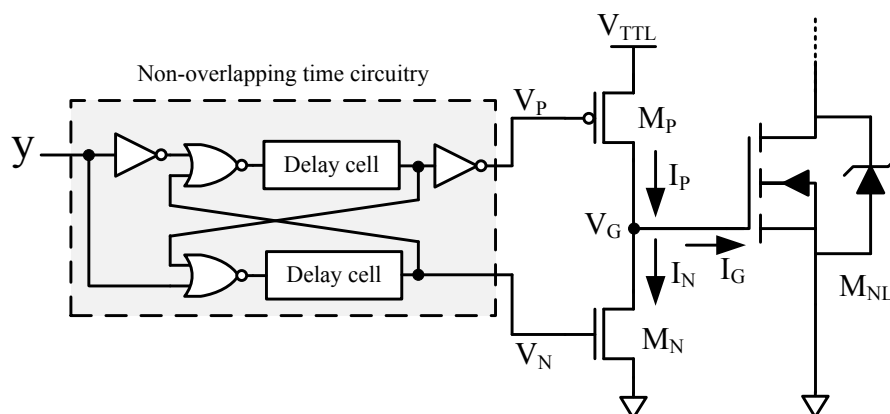 V_TTL
Non-overlapping time circuitry
V_P
M_P
y
Delay cell
I_P
V_G
I_N
I_G
Delay cell
M_NL
V_N
M_N